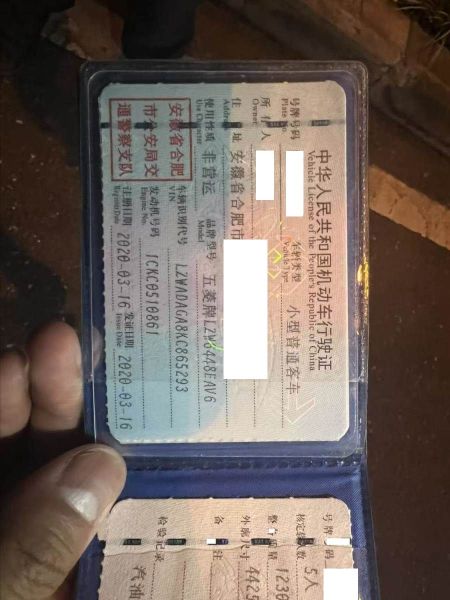 中华人民共和国机动车行驶证
Vehicle License of the People's Republic of China
号牌号码 Plate No. 车辆类型 Vehicle Type 小型普通客车
所有人 Owner
住址 Address 安徽省合肥市
使用性质 Use Character 非营运 品牌型号 Model 五菱牌LZW6448EAV6
安徽省合肥市公安局交通警察支队
车辆识别代号 VIN LZWADAGA8KC865293
发动机号码 Engine No. 1CKC0510861
注册日期 Register Date 2020-03-16 发证日期 Issue Date 2020-03-16
号牌号码
核定载人数 5人
整备质量 1230
外廓尺寸 4425
备注
检验记录
汽油